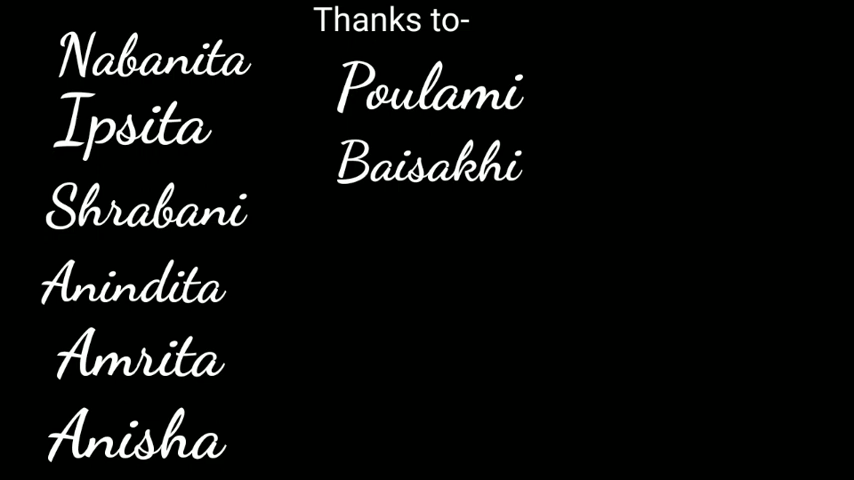 Nabanita
Ipsita
Shrabani
Anindita
Amrita
Anisha
Thanks to-
Poulami
Baisakhi